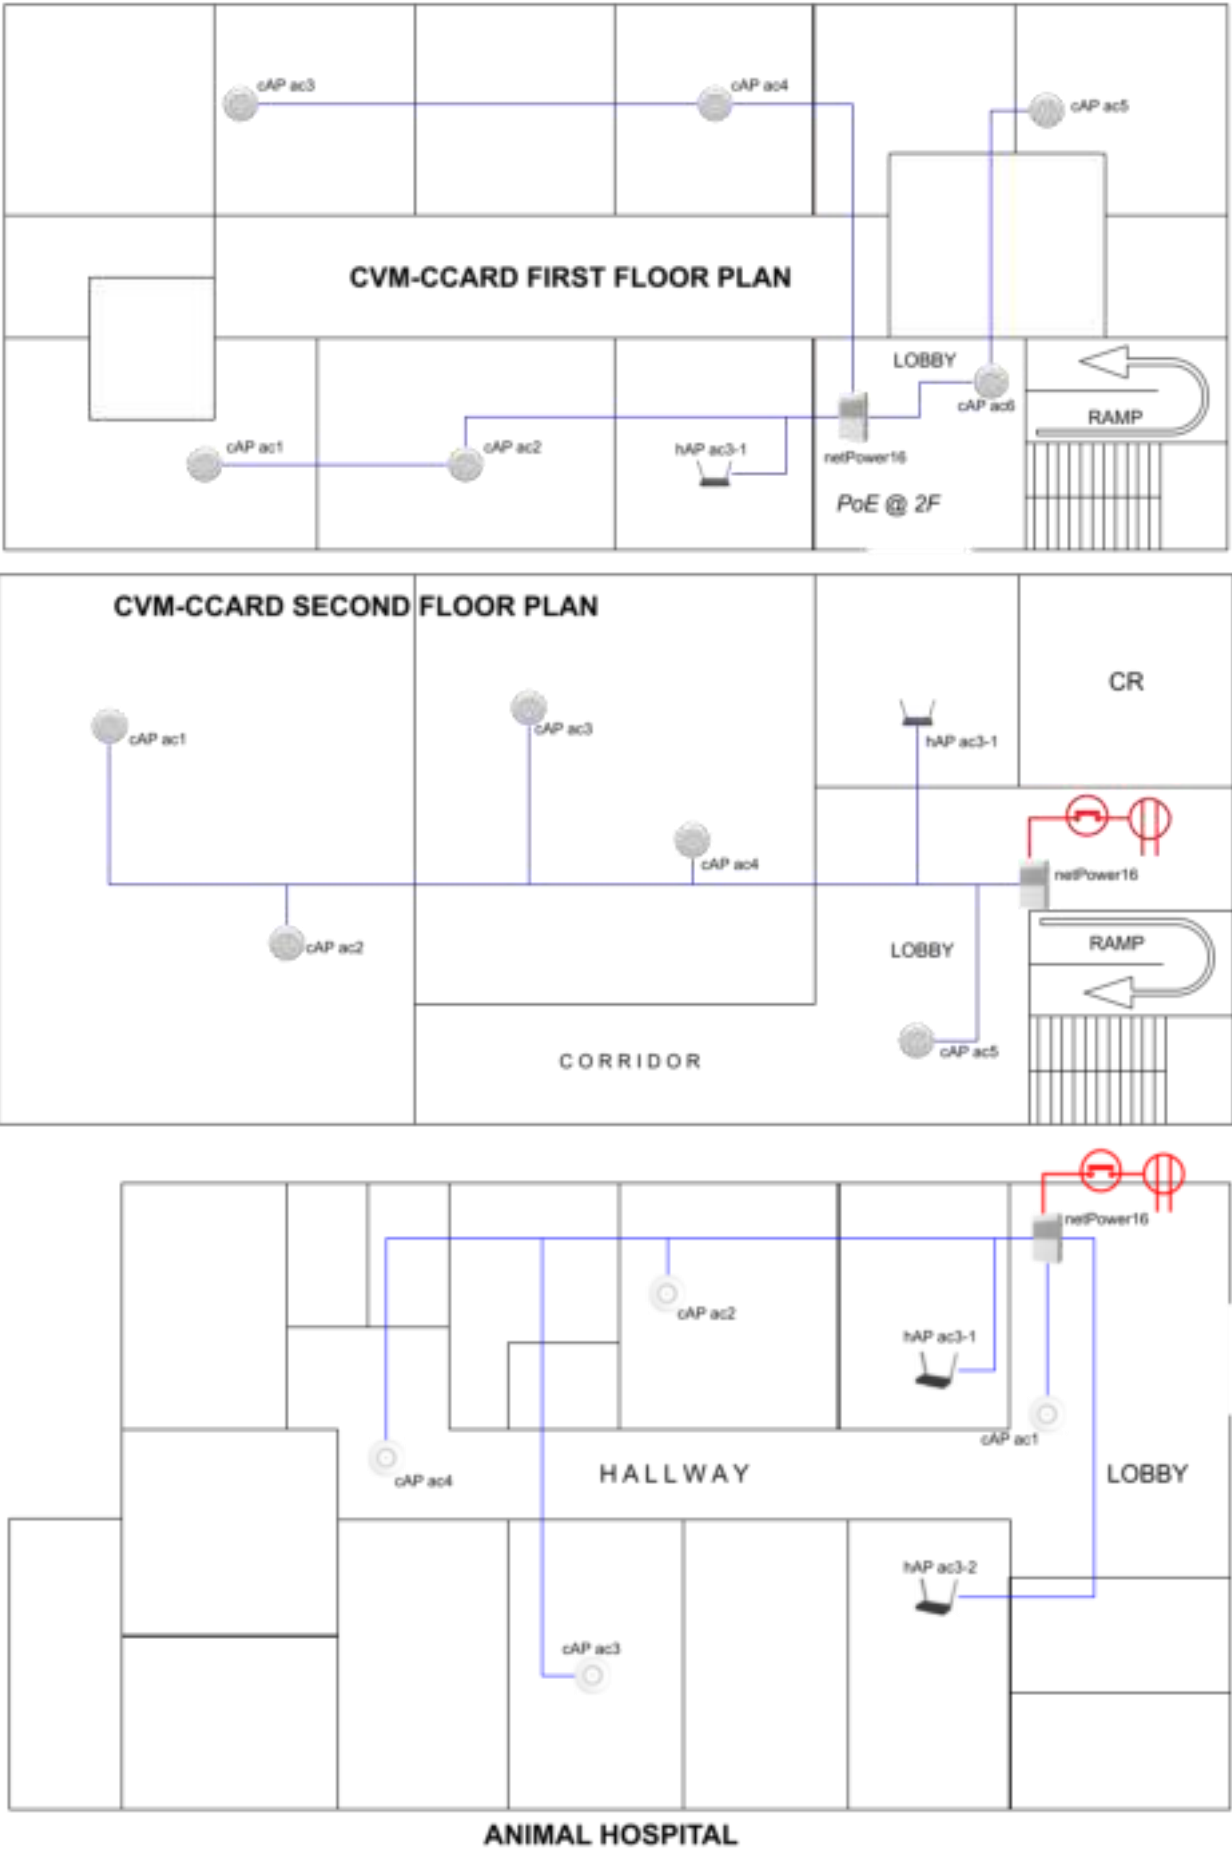 cAP ac3
cAP ac4
cAP ac5
CVM-CCARD FIRST FLOOR PLAN
LOBBY
cAP ac6
RAMP
cAP ac1
cAP ac2
hAP ac3-1
netPower16
PoE @ 2F
CVM-CCARD SECOND FLOOR PLAN
CR
cAP ac1
cAP ac3
hAP ac3-1
cAP ac4
netPower16
cAP ac2
LOBBY
RAMP
CORRIDOR
cAP ac5
netPower16
cAP ac2
hAP ac3-1
cAP ac1
cAP ac4
HALLWAY
LOBBY
hAP ac3-2
cAP ac3
ANIMAL HOSPITAL